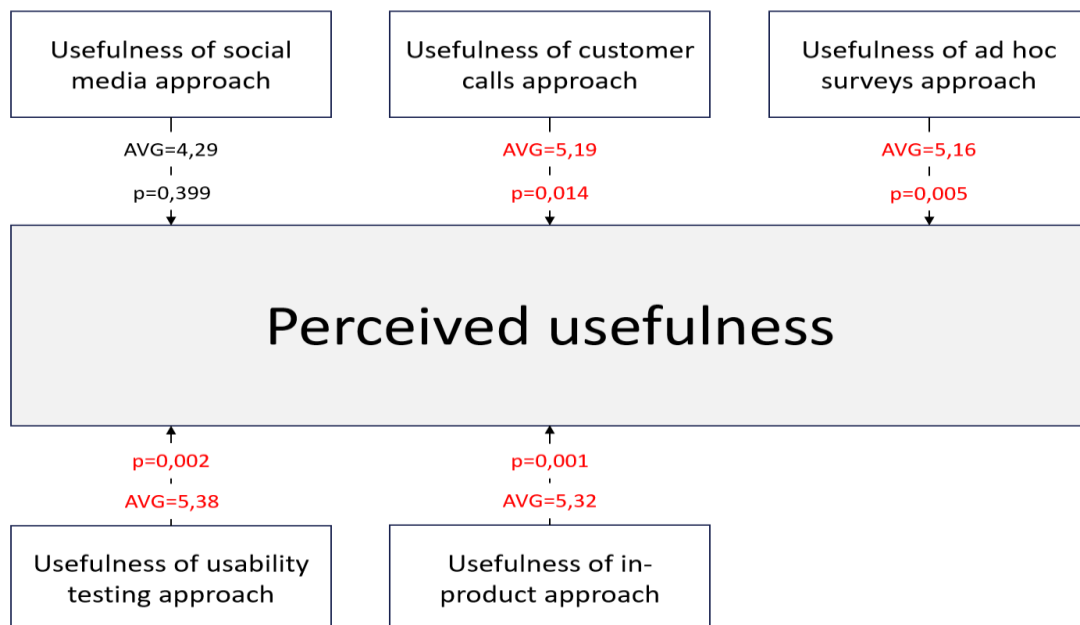 Usefulness of social
media approach
Usefulness of customer
calls approach
Usefulness of ad hoc
surveys approach
AVG=4,29
AVG=5,19
AVG=5,16
p=0,399
p=0,014
p=0,005
Perceived usefulness
p=0,002
p=0,001
AVG=5,38
AVG=5,32
Usefulness of usability
testing approach
Usefulness of in-
product approach